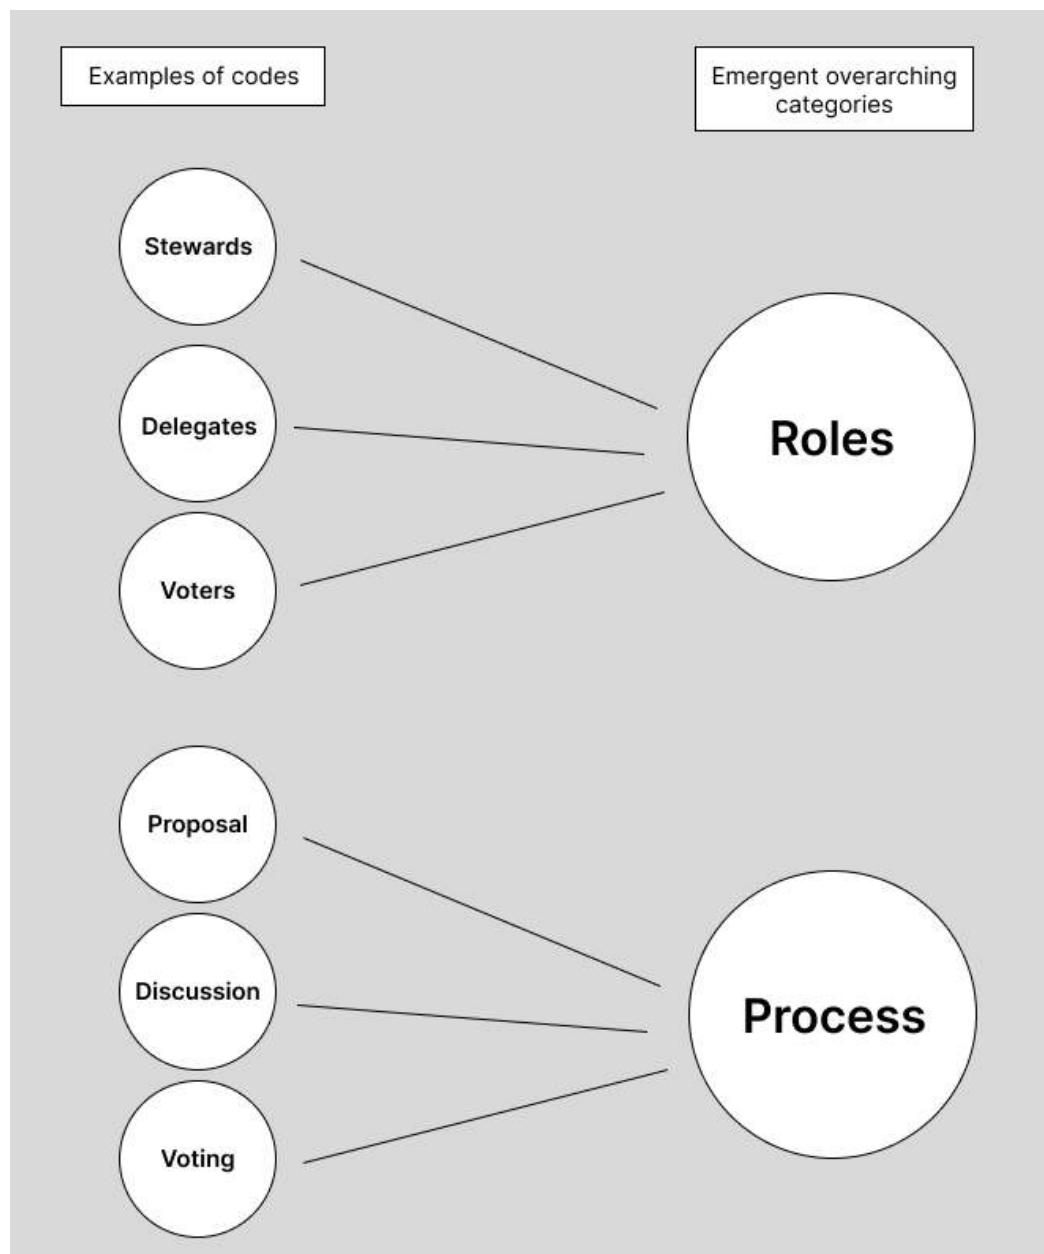 Examples of codes
Emergent overarching
categories
Stewards
Delegates
Voters
Roles
Proposal
Discussion
Voting
Process